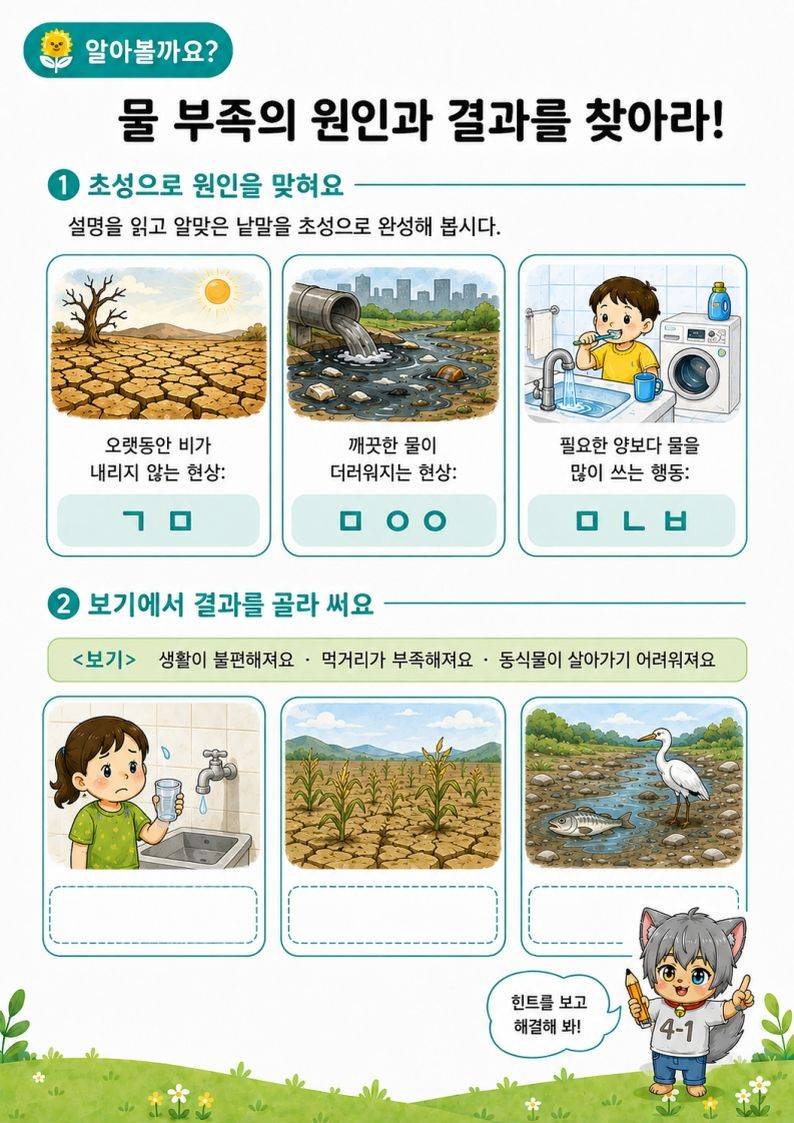 알아볼까요?
물 부족의 원인과 결과를 찾아라!
1 초성으로 원인을 맞혀요
설명을 읽고 알맞은 낱말을 초성으로 완성해 봅시다.
오랫동안 비가
내리지 않는 현상:
ㄱ ㅁ
깨끗한 물이
더러워지는 현상:
ㅁ ㅇㅇ
필요한 양보다 물을
많이 쓰는 행동:
ㅁ ㄴ ㅂ
2 보기에서 결과를 골라 써요
<보기> 생활이 불편해져요 · 먹거리가 부족해져요 · 동식물이 살아가기 어려워져요
힌트를 보고
해결해 봐!
4-1